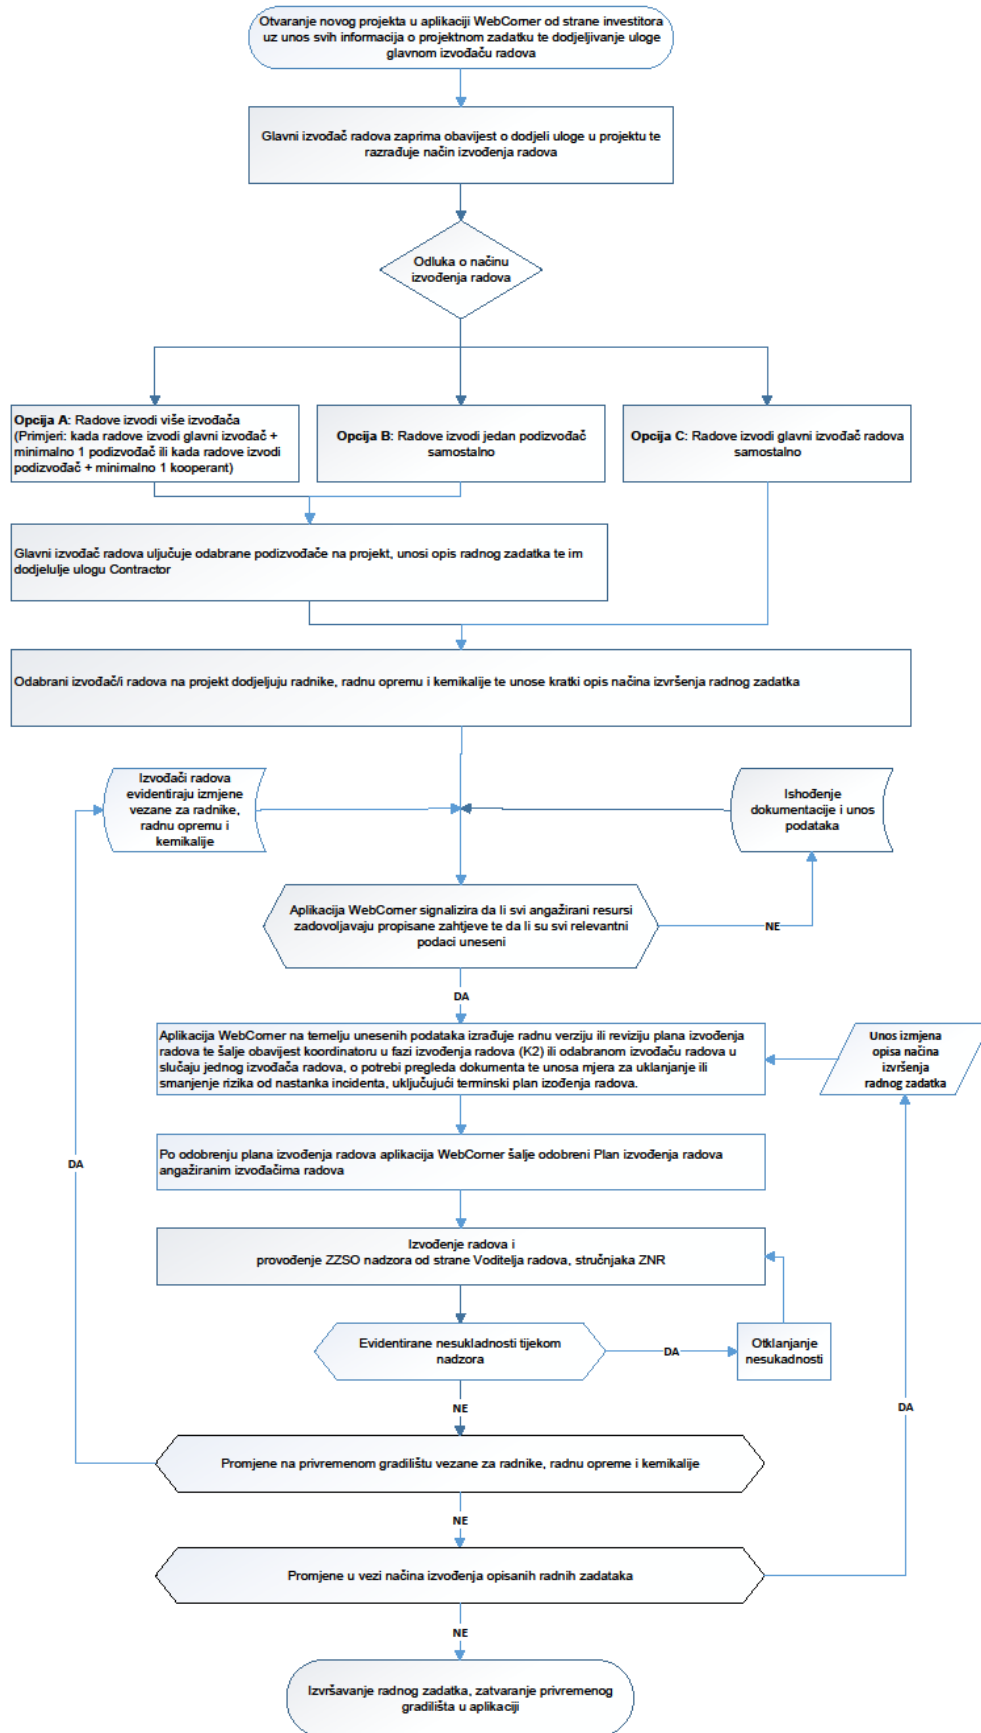 Otvaranje novog projekta u aplikaciji WebCorner od strane investitora
uz unos svih informacija o projektnom zadatku te dodjeljivanje uloge
glavnom izvođaču radova
Glavni izvođač radova zaprima obavijest o dodjeli uloge u projektu te
razrađuje način izvođenja radova
Odluka o načinu
izvođenja radova
Opcija A: Radove izvodi više izvođača
(Primjeri: kada radove izvodi glavni izvođač +
minimalno 1 podizvođač ili kada radove izvodi
podizvođač + minimalno 1 kooperant)
Opcija B: Radove izvodi jedan podizvođač
samostalno
Opcija C: Radove izvodi glavni izvođač radova
samostalno
Glavni izvođač radova uljučuje odabrane podizvođače na projekt, unosi opis radnog zadatka te im
dodjelulje ulogu Contractor
Odabrani izvođač/i radova na projekt dodjeljuju radnike, radnu opremu i kemikalije te unose kratki opis načina izvršenja radnog zadatka
Izvođači radova
evidentiraju izmjene
vezane za radnike,
radnu opremu i
kemikalije
Ishođenje
dokumentacije i unos
podataka
Aplikacija WebCorner signalizira da li svi angažirani resursi
zadovoljavaju propisane zahtjeve te da li su svi relevantni
podaci uneseni
NE
DA
Aplikacija WebCorner na temelju unesenih podataka izrađuje radnu verziju ili reviziju plana izvođenja
radova te šalje obavijest koordinatoru u fazi izvođenja radova (K2) ili odabranom izvođaču radova u
slučaju jednog izvođača radova, o potrebi pregleda dokumenta te unosa mjera za uklanjanje ili
smanjenje rizika od nastanka incidenta, uključujući terminski plan izođenja radova.
Unos izmjena
opisa načina
izvršenja
radnog zadatka
DA
Po odobrenju plana izvođenja radova aplikacija WebCorner šalje odobreni Plan izvođenja radova
angažiranim izvođačima radova
Izvođenje radova i
provođenje ZZSO nadzora od strane Voditelja radova, stručnjaka ZNR
Evidentirane nesukladnosti tijekom
nadzora
DA
Otklanjanje
nesukadnosti
NE
DA
Promjene na privremenom gradilištu vezane za radnike, radnu opreme i kemikalije
NE
Promjene u vezi načina izvođenja opisanih radnih zadataka
NE
Izvršavanje radnog zadatka, zatvaranje privremenog
gradilišta u aplikaciji